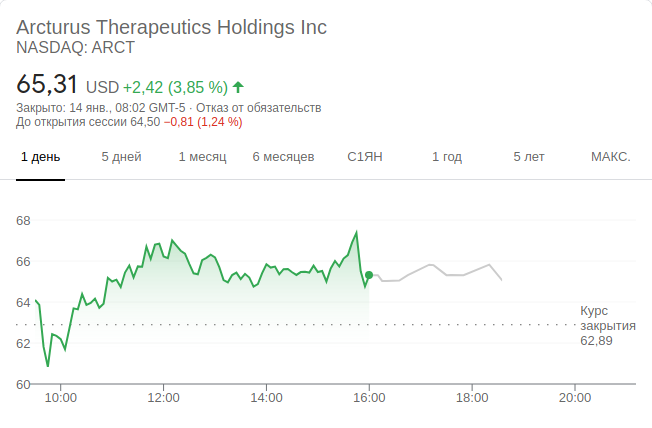 Arcturus Therapeutics Holdings Inc
NASDAQ: ARCT
65,31 USD +2,42 (3,85 %)
Закрыто: 14 янв., 08:02 GMT-5 · Отказ от обязательств
До открытия сессии 64,50 −0,81 (1,24 %)
1 день 5 дней 1 месяц 6 месяцев С1ЯН 1 год 5 лет МАКС.
68
66
64
62
60
Курс
закрытия
62,89
10:00 12:00 14:00 16:00 18:00 20:00